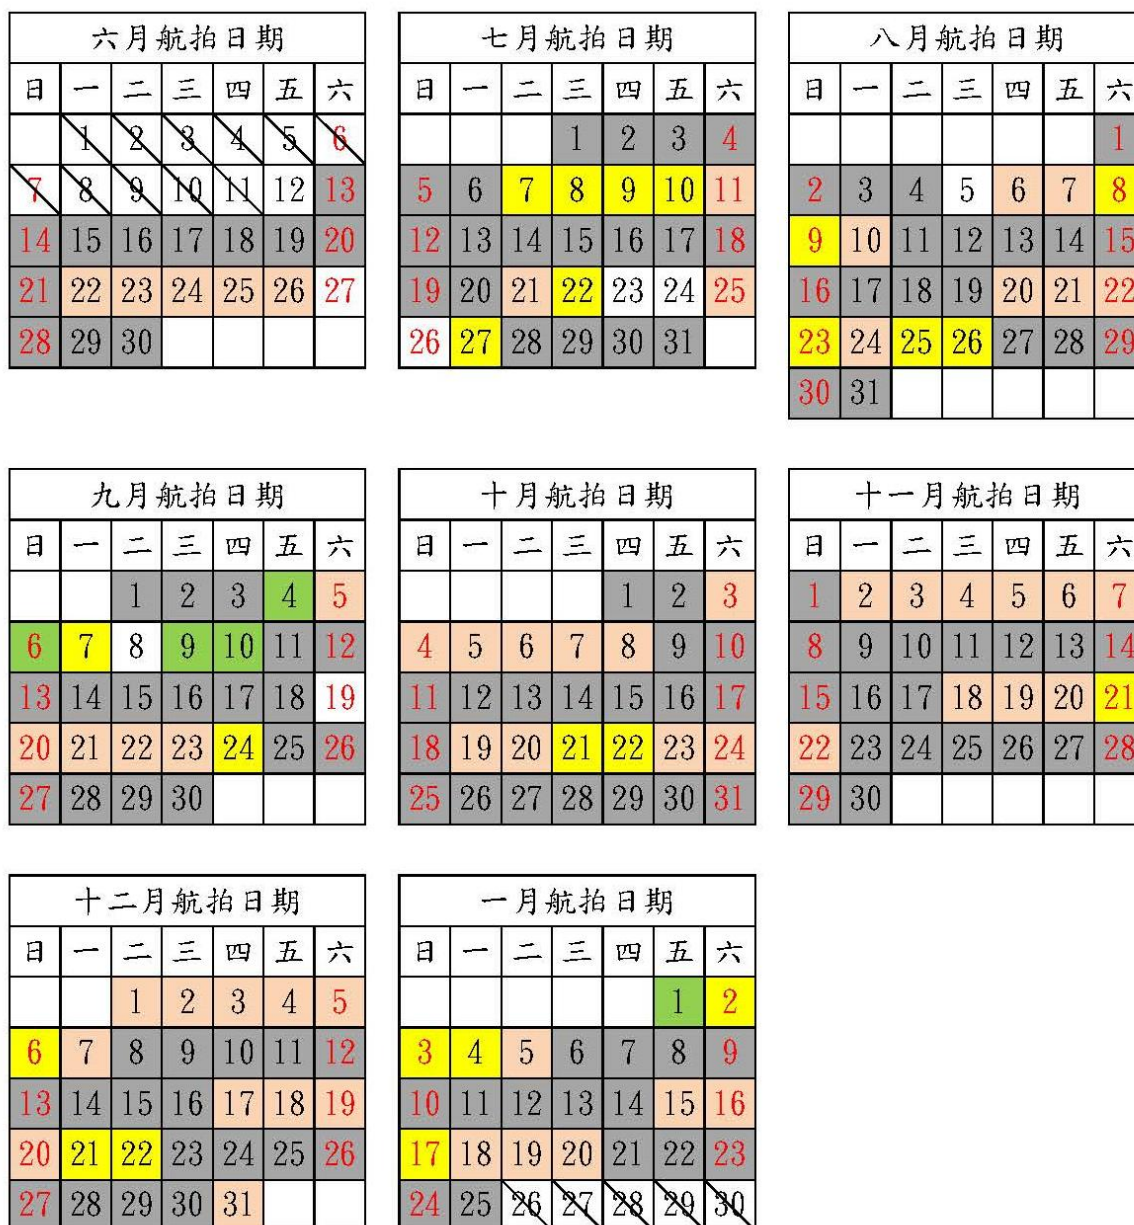 六月航拍日期
日 一 二 三 四 五 六
1 2 3 4 5 6
7 8 9 10 11 12 13
14 15 16 17 18 19 20
21 22 23 24 25 26 27
28 29 30
七月航拍日期
日 一 二 三 四 五 六
1 2 3 4
5 6 7 8 9 10 11
12 13 14 15 16 17 18
19 20 21 22 23 24 25
26 27 28 29 30 31
八月航拍日期
日 一 二 三 四 五 六
1
2 3 4 5 6 7 8
9 10 11 12 13 14 15
16 17 18 19 20 21 22
23 24 25 26 27 28 29
30 31
九月航拍日期
日 一 二 三 四 五 六
1 2 3 4 5
6 7 8 9 10 11 12
13 14 15 16 17 18 19
20 21 22 23 24 25 26
27 28 29 30
十月航拍日期
日 一 二 三 四 五 六
1 2 3
4 5 6 7 8 9 10
11 12 13 14 15 16 17
18 19 20 21 22 23 24
25 26 27 28 29 30 31
十一月航拍日期
日 一 二 三 四 五 六
1 2 3 4 5 6 7
8 9 10 11 12 13 14
15 16 17 18 19 20 21
22 23 24 25 26 27 28
29 30
十二月航拍日期
日 一 二 三 四 五 六
1 2 3 4 5
6 7 8 9 10 11 12
13 14 15 16 17 18 19
20 21 22 23 24 25 26
27 28 29 30 31
一月航拍日期
日 一 二 三 四 五 六
1 2
3 4 5 6 7 8 9
10 11 12 13 14 15 16
17 18 19 20 21 22 23
24 25 26 27 28 29 30